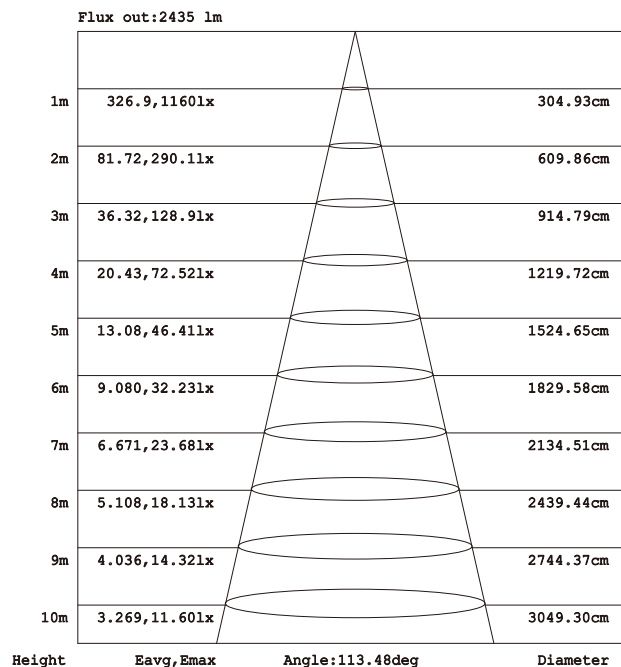 Flux out:2435 lm
1m 326.9,1160lx 304.93cm
2m 81.72,290.1lx 609.86cm
3m 36.32,128.9lx 914.79cm
4m 20.43,72.52lx 1219.72cm
5m 13.08,46.41lx 1524.65cm
6m 9.080,32.23lx 1829.58cm
7m 6.671,23.68lx 2134.51cm
8m 5.108,18.13lx 2439.44cm
9m 4.036,14.32lx 2744.37cm
10m 3.269,11.60lx 3049.30cm
Height Eavg,Emax Angle:113.48deg Diameter